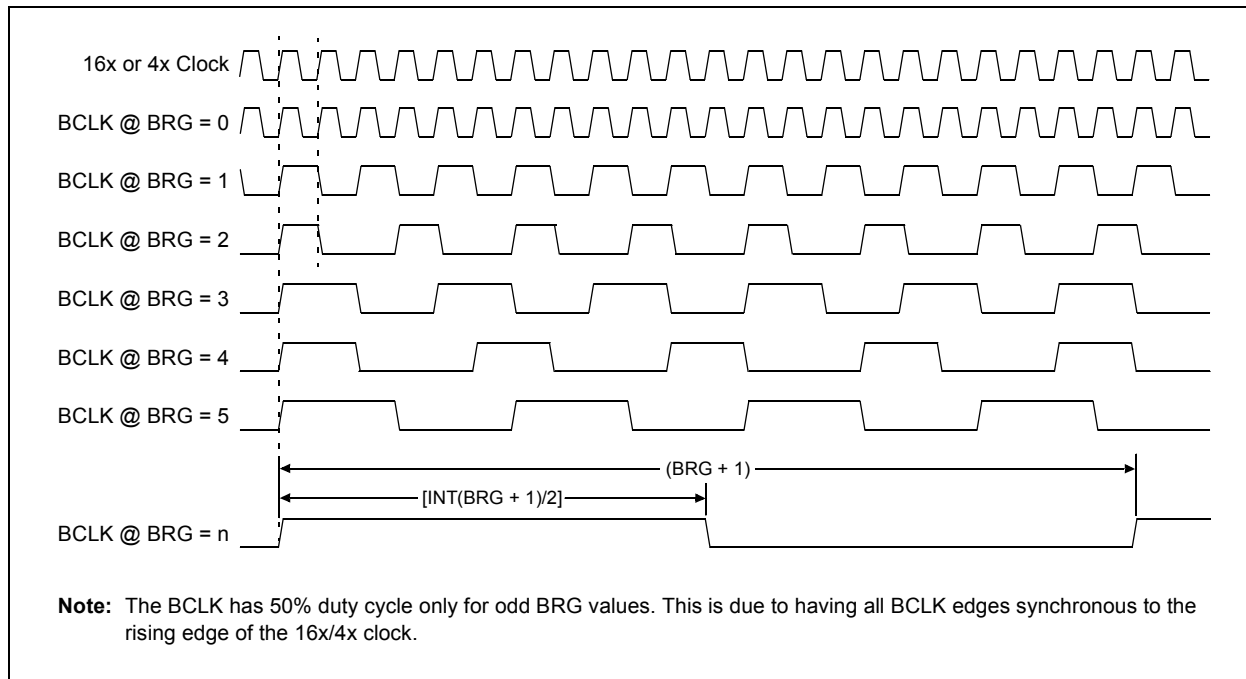 16x or 4x Clock
BCLK @ BRG = 0
BCLK @ BRG = 1
BCLK @ BRG = 2
BCLK @ BRG = 3
BCLK @ BRG = 4
BCLK @ BRG = 5
(BRG + 1)
[INT(BRG + 1)/2]
BCLK @ BRG = n
Note: The BCLK has 50% duty cycle only for odd BRG values. This is due to having all BCLK edges synchronous to the
rising edge of the 16x/4x clock.